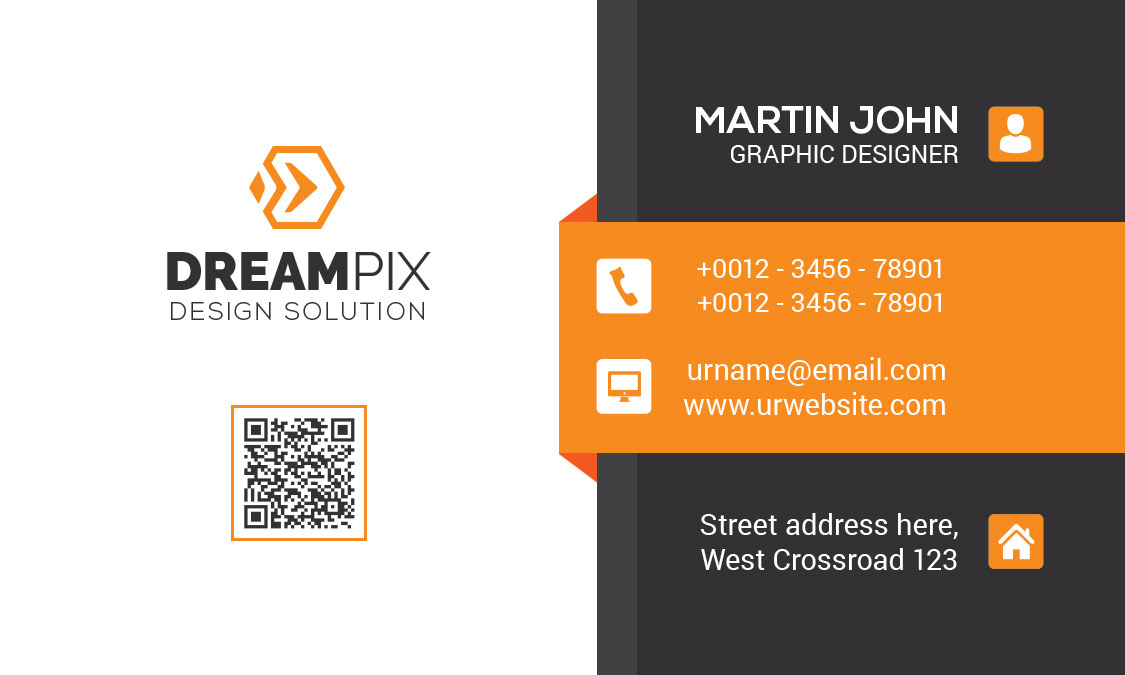 DREAMPIX
DESIGN SOLUTION
MARTIN JOHN
GRAPHIC DESIGNER
+0012 - 3456 - 78901
+0012 - 3456 - 78901
urname@email.com
www.urwebsite.com
Street address here,
West Crossroad 123